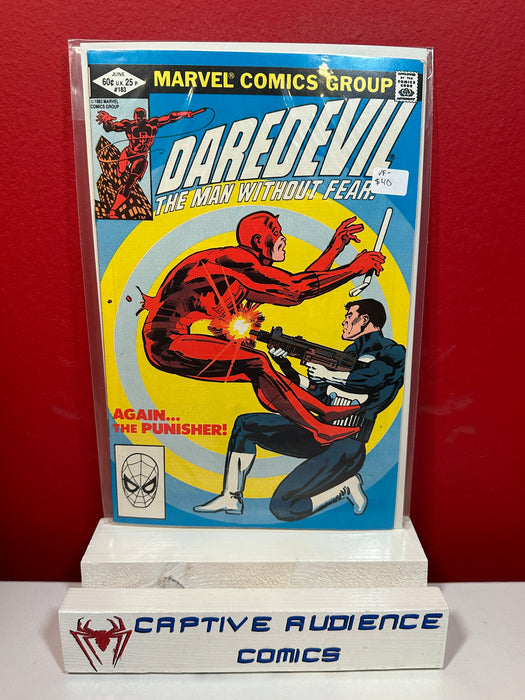 JUNE
60¢ U.K. 25p
#183
© 1982 MARVEL
COMICS GROUP
MARVEL® COMICS GROUP
APPROVED
BY THE
COMICS
CODE
AUTHORITY
DAREDEVIL
THE MAN WITHOUT FEAR!
VF-
$40
TM
AGAIN...
THE PUNISHER!
CAPTIVE AUDIENCE
COMICS